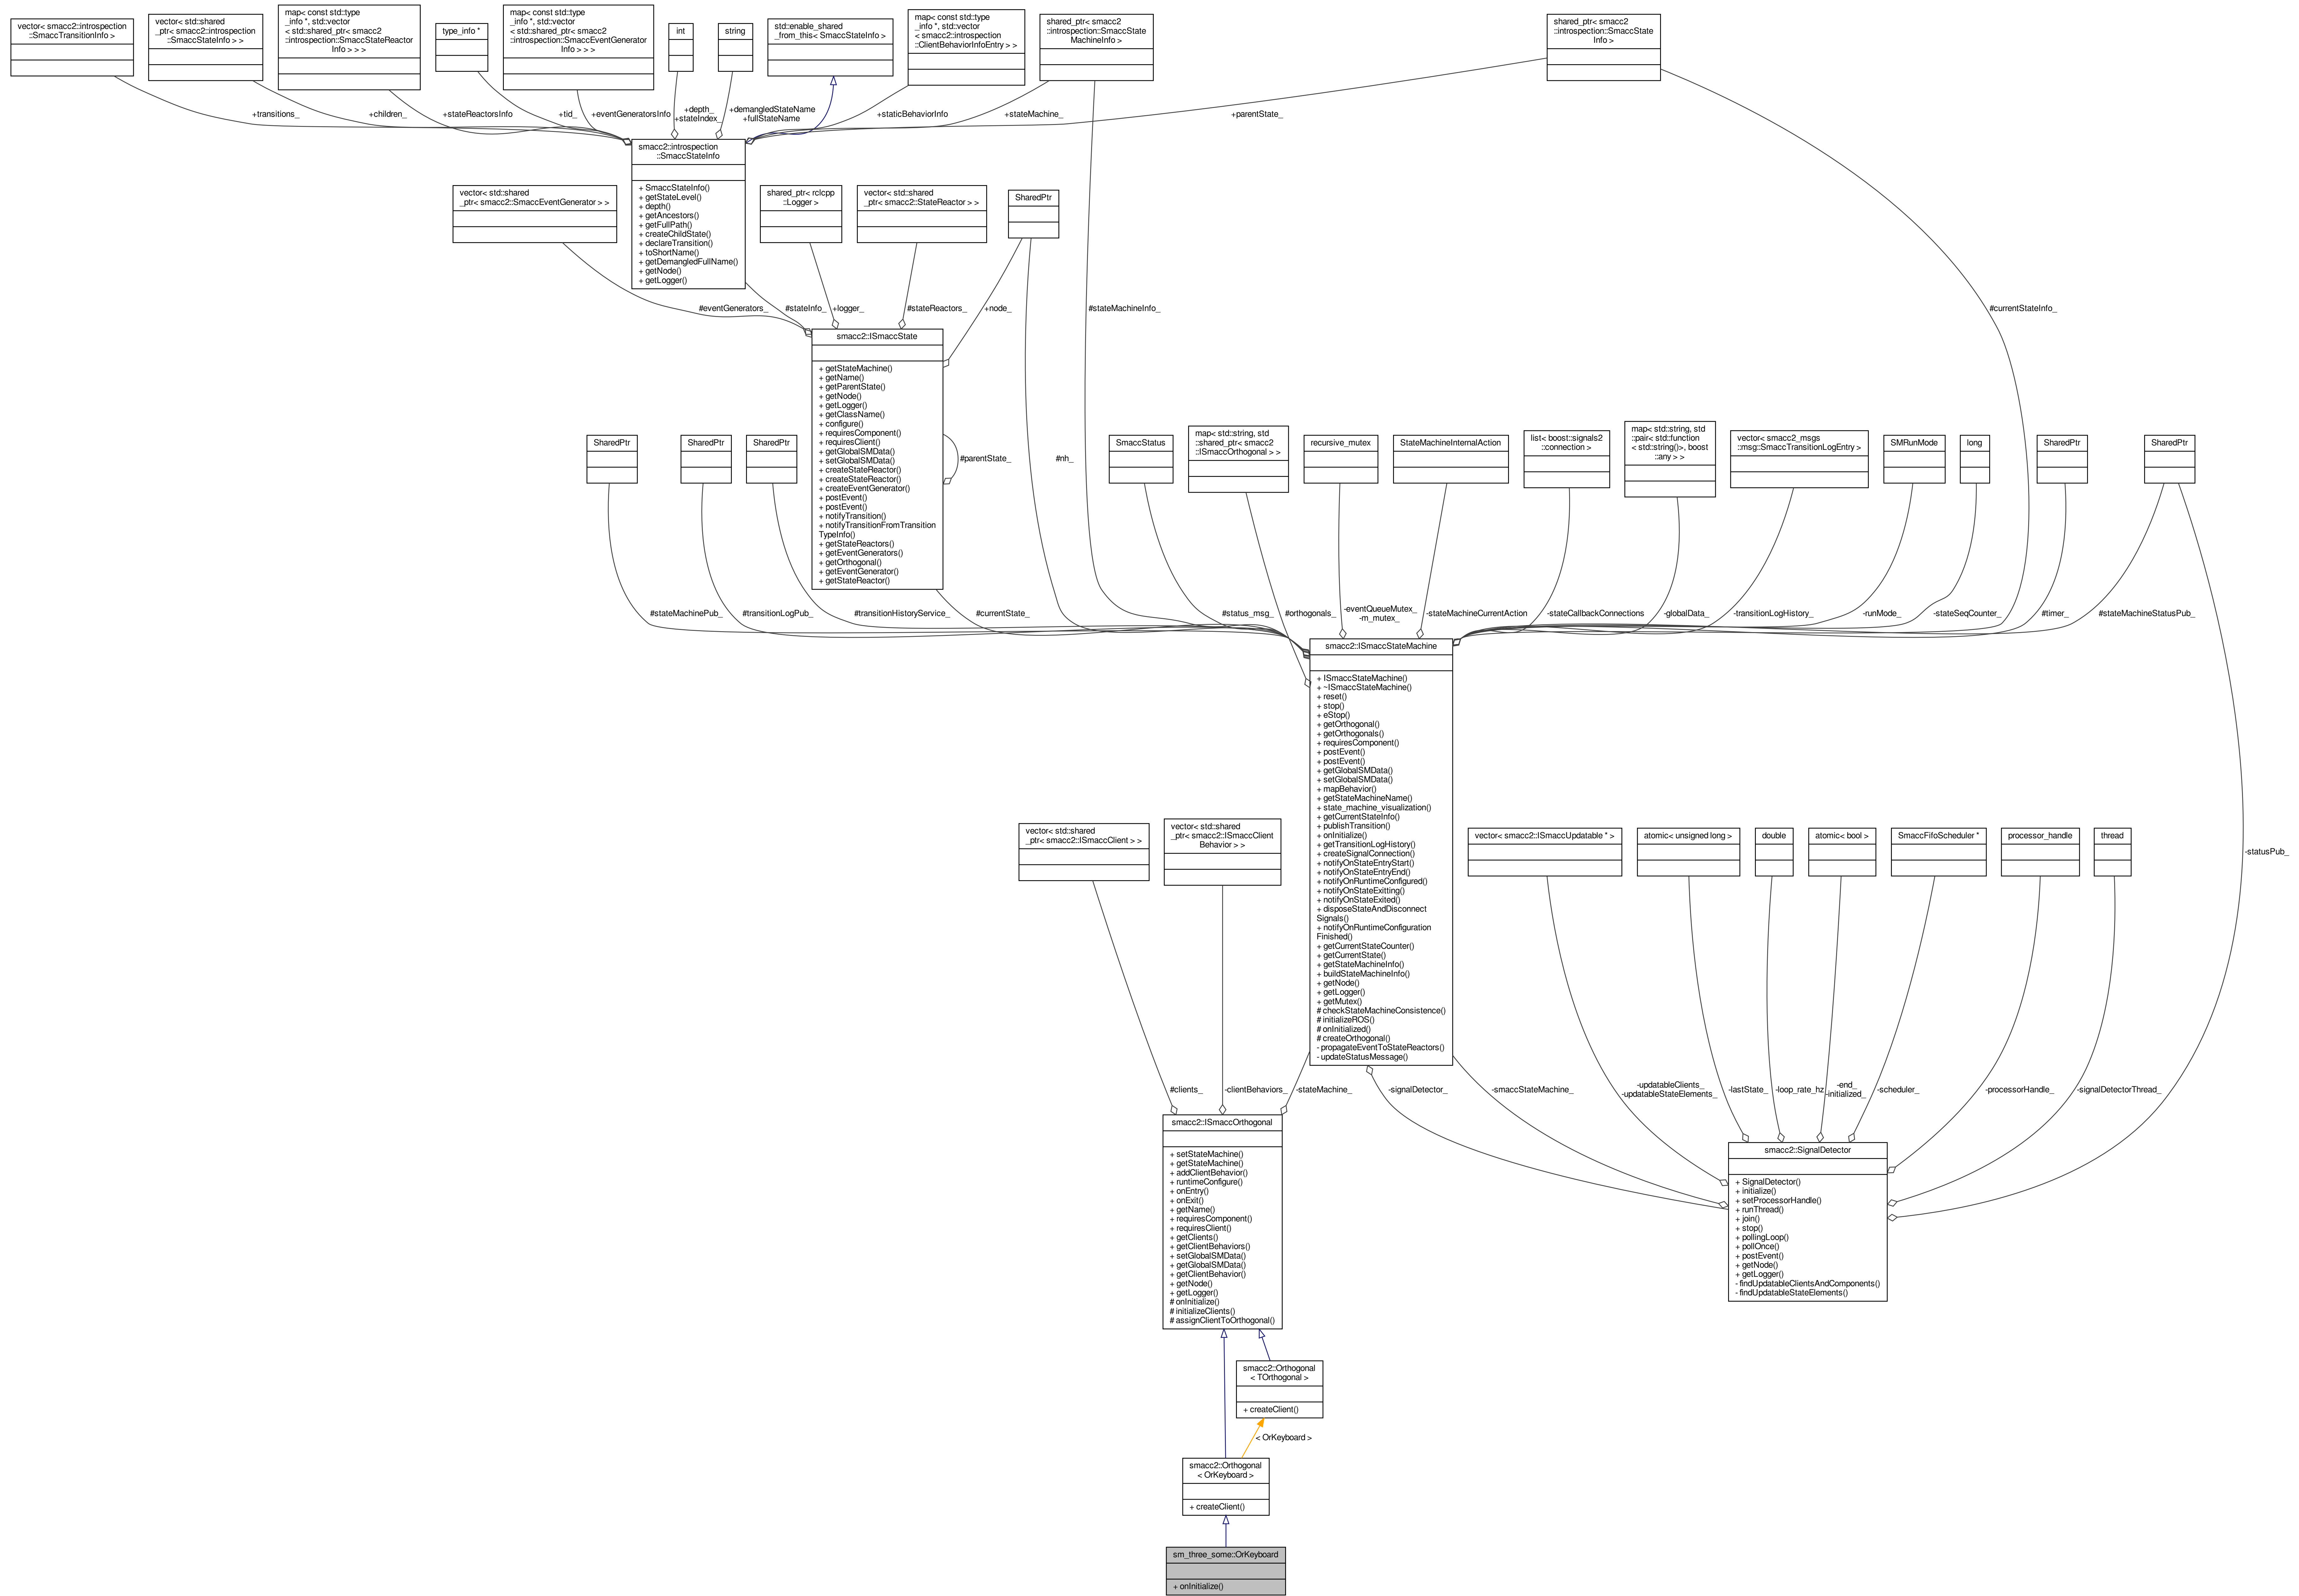 vector< smacc2::introspection
::SmaccTransitionInfo >
vector< std::shared
_ptr< smacc2::introspection
::SmaccStateInfo > >
map< const std::type
_info *, std::vector
< std::shared_ptr< smacc2
::introspection::SmaccStateReactor
Info > > >
type_info *
map< const std::type
_info *, std::vector
< std::shared_ptr< smacc2
::introspection::SmaccEventGenerator
Info > > >
int
string
std::enable_shared
_from_this< SmaccStateInfo >
map< const std::type
_info *, std::vector
< smacc2::introspection
::ClientBehaviorInfoEntry > >
shared_ptr< smacc2
::introspection::SmaccState
MachineInfo >
shared_ptr< smacc2
::introspection::SmaccState
Info >
+transitions_
+children_
+stateReactorsInfo
+tid_
+eventGeneratorsInfo
+depth_
+stateIndex_
+demangledStateName
+fullStateName
+staticBehaviorInfo
+stateMachine_
+parentState_
smacc2::introspection
::SmaccStateInfo
+ SmaccStateInfo()
+ getStateLevel()
+ depth()
+ getAncestors()
+ getFullPath()
+ createChildState()
+ declareTransition()
+ toShortName()
+ getDemangledFullName()
+ getNode()
+ getLogger()
vector< std::shared
_ptr< smacc2::SmaccEventGenerator > >
shared_ptr< rclcpp
::Logger >
vector< std::shared
_ptr< smacc2::StateReactor > >
SharedPtr
#eventGenerators_
#stateInfo_
+logger_
#stateReactors_
+node_
#stateMachineInfo_
#currentStateInfo_
smacc2::ISmaccState
+ getStateMachine()
+ getName()
+ getParentState()
+ getNode()
+ getLogger()
+ getClassName()
+ configure()
+ requiresComponent()
+ requiresClient()
+ getGlobalSMData()
+ setGlobalSMData()
+ createStateReactor()
+ createStateReactor()
+ createEventGenerator()
+ postEvent()
+ postEvent()
+ notifyTransition()
+ notifyTransitionFromTransition
TypeInfo()
+ getStateReactors()
+ getEventGenerators()
+ getOrthogonal()
+ getEventGenerator()
+ getStateReactor()
#parentState_
#nh_
SharedPtr
SharedPtr
SharedPtr
SmaccStatus
map< std::string, std
::shared_ptr< smacc2
::ISmaccOrthogonal > >
recursive_mutex
StateMachineInternalAction
list< boost::signals2
::connection >
map< std::string, std
::pair< std::function
< std::string()>, boost
::any > >
vector< smacc2_msgs
::msg::SmaccTransitionLogEntry >
SMRunMode
long
SharedPtr
SharedPtr
#stateMachinePub_
#transitionLogPub_
#transitionHistoryService_
#currentState_
#status_msg_
#orthogonals_
-eventQueueMutex_
-m_mutex_
-stateMachineCurrentAction
-stateCallbackConnections
-globalData_
-transitionLogHistory_
-runMode_
-stateSeqCounter_
#timer_
#stateMachineStatusPub_
smacc2::ISmaccStateMachine
+ ISmaccStateMachine()
+ ~ISmaccStateMachine()
+ reset()
+ stop()
+ eStop()
+ getOrthogonal()
+ getOrthogonals()
+ requiresComponent()
+ postEvent()
+ postEvent()
+ getGlobalSMData()
+ setGlobalSMData()
+ mapBehavior()
+ getStateMachineName()
+ state_machine_visualization()
+ getCurrentStateInfo()
+ publishTransition()
+ onInitialize()
+ getTransitionLogHistory()
+ createSignalConnection()
+ notifyOnStateEntryStart()
+ notifyOnStateEntryEnd()
+ notifyOnRuntimeConfigured()
+ notifyOnStateExitting()
+ notifyOnStateExited()
+ disposeStateAndDisconnect
Signals()
+ notifyOnRuntimeConfiguration
Finished()
+ getCurrentStateCounter()
+ getCurrentState()
+ getStateMachineInfo()
+ buildStateMachineInfo()
+ getNode()
+ getLogger()
+ getMutex()
# checkStateMachineConsistence()
# initializeROS()
# onInitialized()
# createOrthogonal()
- propagateEventToStateReactors()
- updateStatusMessage()
vector< std::shared
_ptr< smacc2::ISmaccClient > >
vector< std::shared
_ptr< smacc2::ISmaccClient
Behavior > >
vector< smacc2::ISmaccUpdatable * >
atomic< unsigned long >
double
atomic< bool >
SmaccFifoScheduler *
processor_handle
thread
-statusPub_
#clients_
-clientBehaviors_
-stateMachine_
-signalDetector_
-smaccStateMachine_
-updatableClients_
-updatableStateElements_
-lastState_
-loop_rate_hz
-end_
-initialized_
-scheduler_
-processorHandle_
-signalDetectorThread_
smacc2::ISmaccOrthogonal
+ setStateMachine()
+ getStateMachine()
+ addClientBehavior()
+ runtimeConfigure()
+ onEntry()
+ onExit()
+ getName()
+ requiresComponent()
+ requiresClient()
+ getClients()
+ getClientBehaviors()
+ setGlobalSMData()
+ getGlobalSMData()
+ getClientBehavior()
+ getNode()
+ getLogger()
# onInitialize()
# initializeClients()
# assignClientToOrthogonal()
smacc2::SignalDetector
+ SignalDetector()
+ initialize()
+ setProcessorHandle()
+ runThread()
+ join()
+ stop()
+ pollingLoop()
+ pollOnce()
+ postEvent()
+ getNode()
+ getLogger()
- findUpdatableClientsAndComponents()
- findUpdatableStateElements()
smacc2::Orthogonal
< TOrthogonal >
+ createClient()
< OrKeyboard >
smacc2::Orthogonal
< OrKeyboard >
+ createClient()
sm_three_some::OrKeyboard
+ onInitialize()